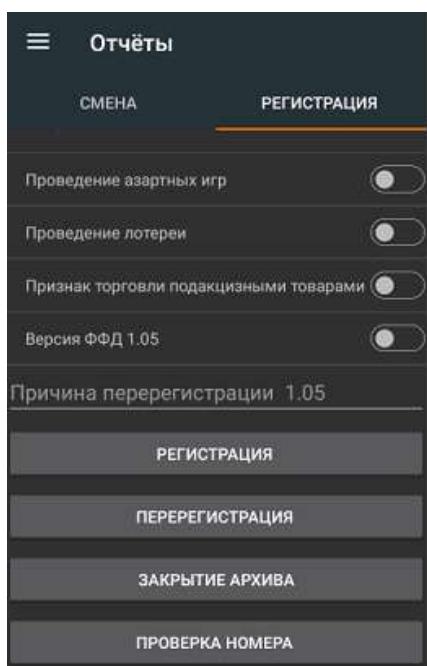 Отчёты
СМЕНА РЕГИСТРАЦИЯ
Проведение азартных игр
Проведение лотереи
Признак торговли подакцизными товарами
Версия ФФД 1.05
Причина перерегистрации 1.05
РЕГИСТРАЦИЯ
ПЕРЕРЕГИСТРАЦИЯ
ЗАКРЫТИЕ АРХИВА
ПРОВЕРКА НОМЕРА